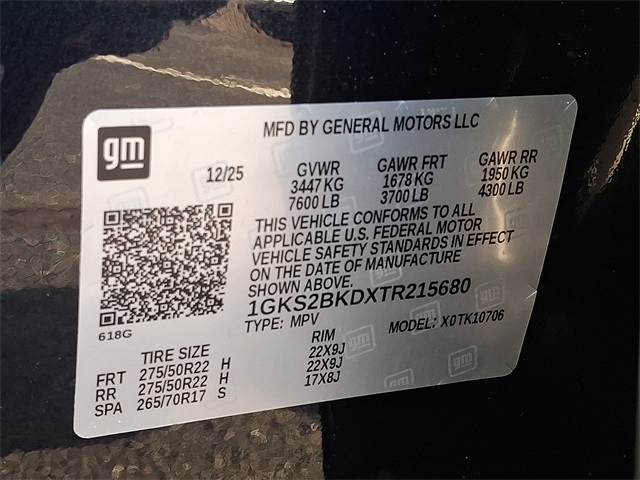 MFD BY GENERAL MOTORS LLC
gm
12/25 GVWR GAWR FRT GAWR RR
3447 KG 1678 KG 1950 KG
7600 LB 3700 LB 4300 LB
THIS VEHICLE CONFORMS TO ALL
APPLICABLE U.S. FEDERAL MOTOR
VEHICLE SAFETY STANDARDS IN EFFECT
ON THE DATE OF MANUFACTURE
SHOWN ABOVE.
1GKS2BKDXTR215680
TYPE: MPV MODEL: X0TK10706
618G
TIRE SIZE RIM
FRT 275/50R22 H 22X9J
RR 275/50R22 H 22X9J
SPA 265/70R17 S 17X8J